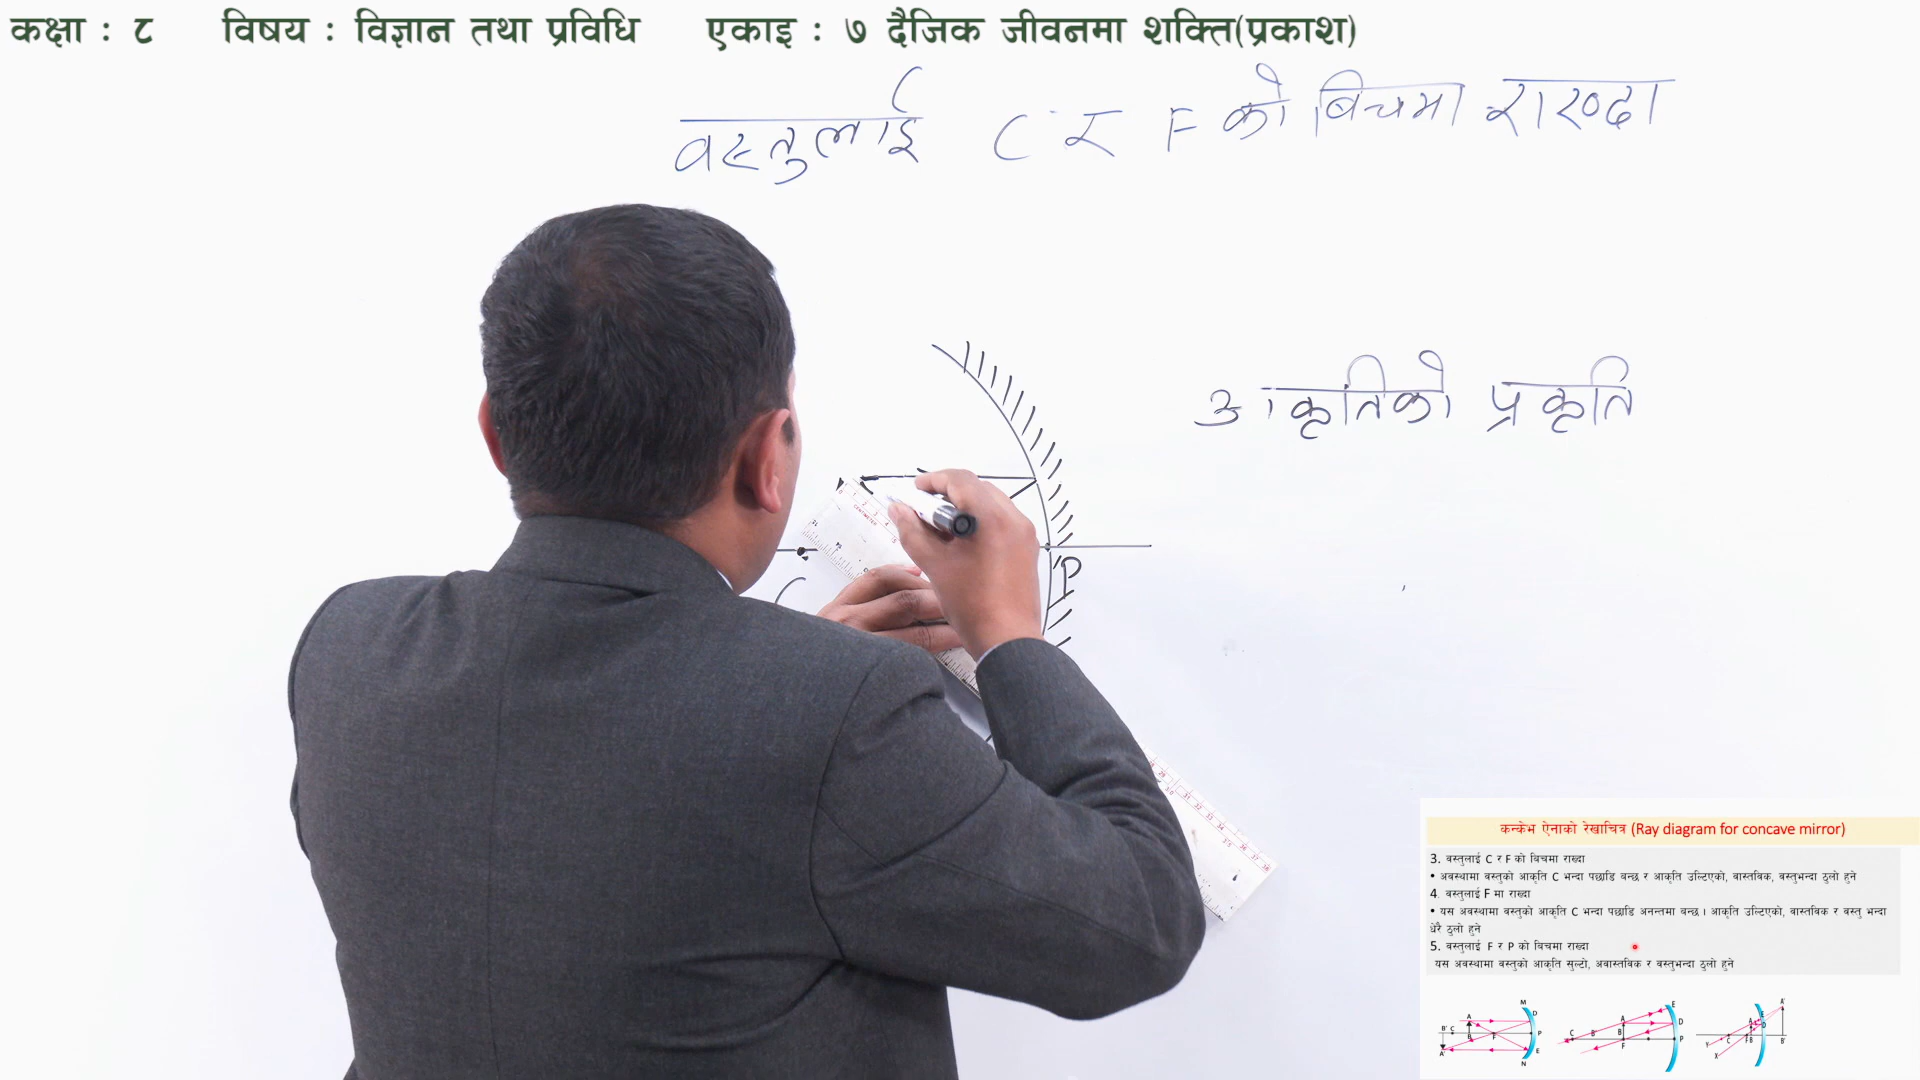 कक्षा : ८ विषय : विज्ञान तथा प्रविधि एकाइ : ७ दैजिक जीवनमा शक्ति(प्रकाश)
वस्तुलाई C र F को बिचमा राख्दा
आकृतिको प्रकृति
P
C
कन्केभ ऐनाको रेखाचित्र (Ray diagram for concave mirror)
3. वस्तुलाई C र F को बिचमा राख्दा
• अवस्थामा वस्तुको आकृति C भन्दा पछाडि बन्छ र आकृति उल्टिएको, वास्तविक, वस्तुभन्दा ठुलो हुने
4. वस्तुलाई F मा राख्दा
• यस अवस्थामा वस्तुको आकृति C भन्दा पछाडि अनन्तमा बन्छ । आकृति उल्टिएको, वास्तविक र वस्तु भन्दा
धेरै ठुलो हुने
5. वस्तुलाई F र P को बिचमा राख्दा
यस अवस्थामा वस्तुको आकृति सुल्टो, अवास्तविक र वस्तुभन्दा ठुलो हुने
M
A D
B' C F P
A' E
N
E
A D
C B P
F
A'
E
A D
C F B B'
Y
X